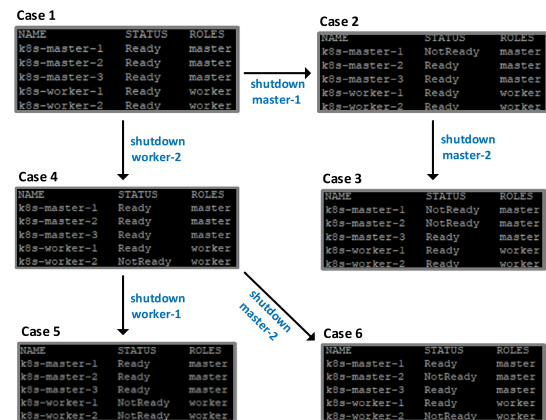 Case 1
NAME STATUS ROLES
k8s-master-1 Ready master
k8s-master-2 Ready master
k8s-master-3 Ready master
k8s-worker-1 Ready worker
k8s-worker-2 Ready worker
shutdown
master-1
Case 2
NAME STATUS ROLES
k8s-master-1 NotReady master
k8s-master-2 Ready master
k8s-master-3 Ready master
k8s-worker-1 Ready worker
k8s-worker-2 Ready worker
shutdown
worker-2
shutdown
master-2
Case 4
NAME STATUS ROLES
k8s-master-1 Ready master
k8s-master-2 Ready master
k8s-master-3 Ready master
k8s-worker-1 Ready worker
k8s-worker-2 NotReady worker
Case 3
NAME STATUS ROLES
k8s-master-1 NotReady master
k8s-master-2 NotReady master
k8s-master-3 Ready master
k8s-worker-1 Ready worker
k8s-worker-2 Ready worker
shutdown
worker-1
shutdown
master-2
Case 5
NAME STATUS ROLES
k8s-master-1 Ready master
k8s-master-2 Ready master
k8s-master-3 Ready master
k8s-worker-1 NotReady worker
k8s-worker-2 NotReady worker
Case 6
NAME STATUS ROLES
k8s-master-1 Ready master
k8s-master-2 NotReady master
k8s-master-3 Ready master
k8s-worker-1 Ready worker
k8s-worker-2 NotReady worker